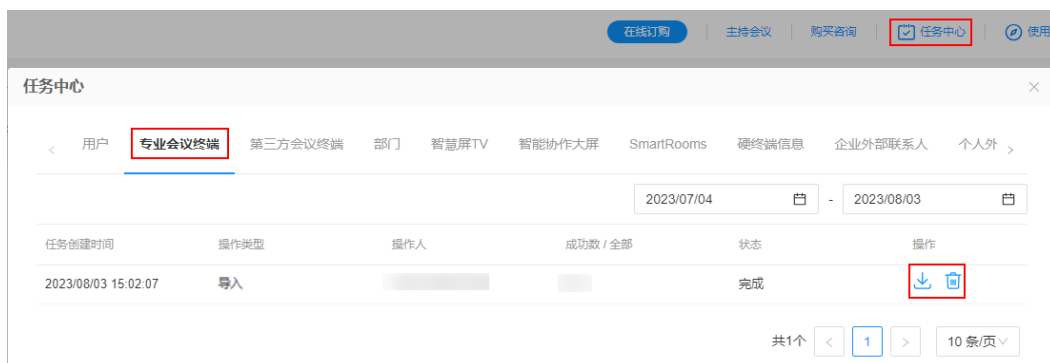 在线订购 主持会议 购买咨询 任务中心 使用
任务中心
用户 专业会议终端 第三方会议终端 部门 智慧屏TV 智能协作大屏 SmartRooms 硬终端信息 企业外部联系人 个人外
2023/07/04 - 2023/08/03
任务创建时间 操作类型 操作人 成功数 / 全部 状态 操作
2023/08/03 15:02:07 导入 完成
共1个 < 1 > 10 条/页